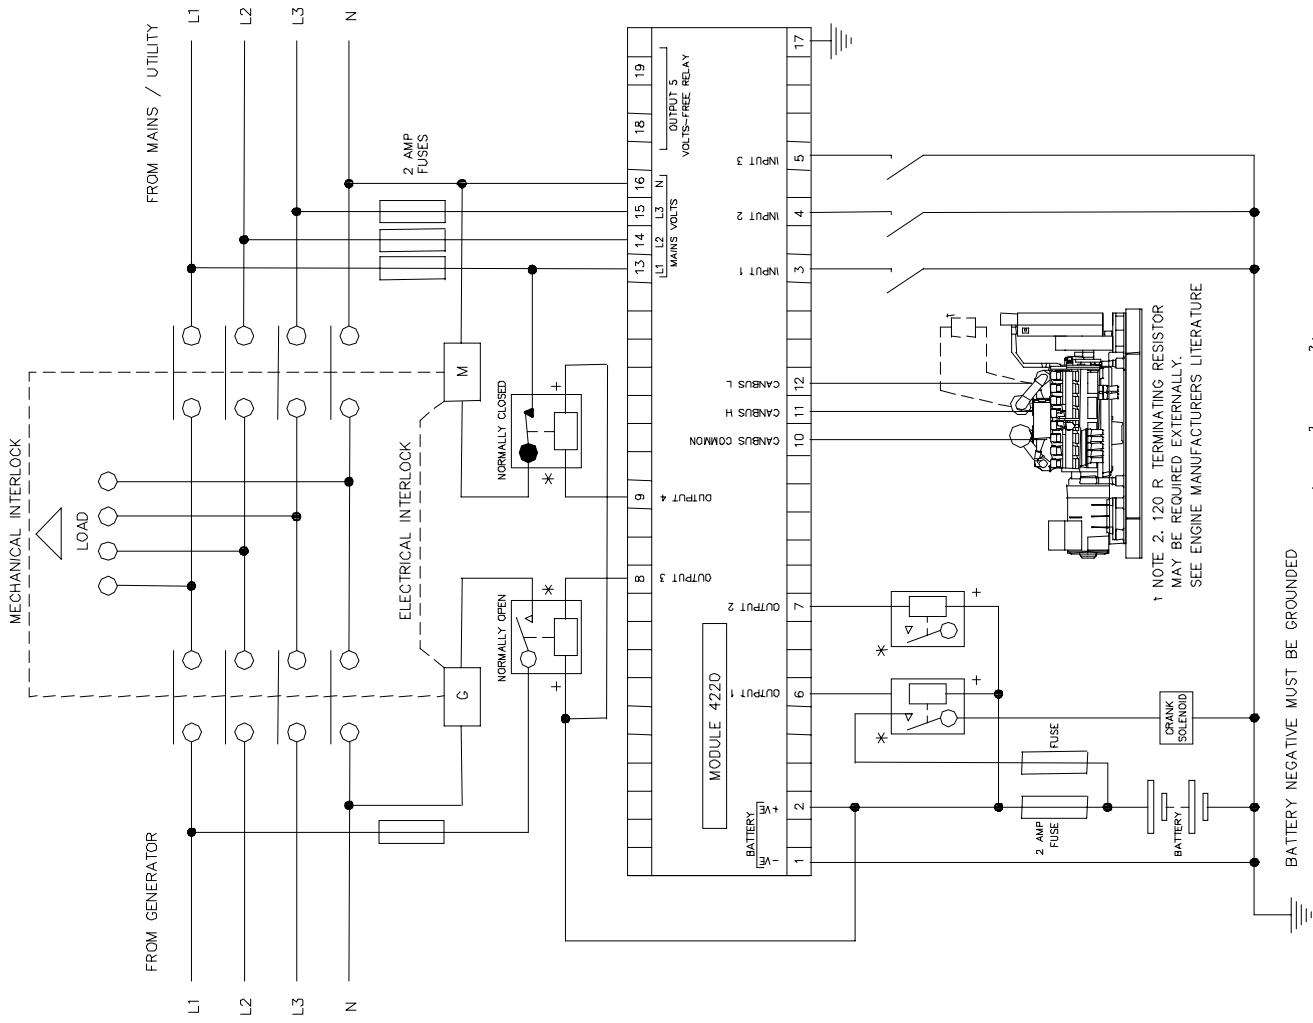 MECHANICAL INTERLOCK
LOAD
FROM GENERATOR
FROM MAINS / UTILITY
L1
L2
L3
N
L1
L2
L3
N
ELECTRICAL INTERLOCK
G
M
2 AMP
FUSES
NORMALLY OPEN
*
+
NORMALLY CLOSED
*
+
8
9
13
14
15
16
18
19
OUTPUT 3
OUTPUT 4
L1
L2
L3
N
MAINS VOLTS
OUTPUT 5
VOLTS-FREE RELAY
MODULE 4220
BATTERY
-VE
+VE
OUTPUT 1
OUTPUT 2
CANBUS COMMON
CANBUS H
CANBUS L
INPUT 1
INPUT 2
INPUT 3
1
2
6
7
10
11
12
3
4
5
17
*
+
*
+
2 AMP
FUSE
FUSE
BATTERY
CRANK
SOLENOID
†
† NOTE 2. 120 R TERMINATING RESISTOR
MAY BE REQUIRED EXTERNALLY.
SEE ENGINE MANUFACTURERS LITERATURE
BATTERY NEGATIVE MUST BE GROUNDED